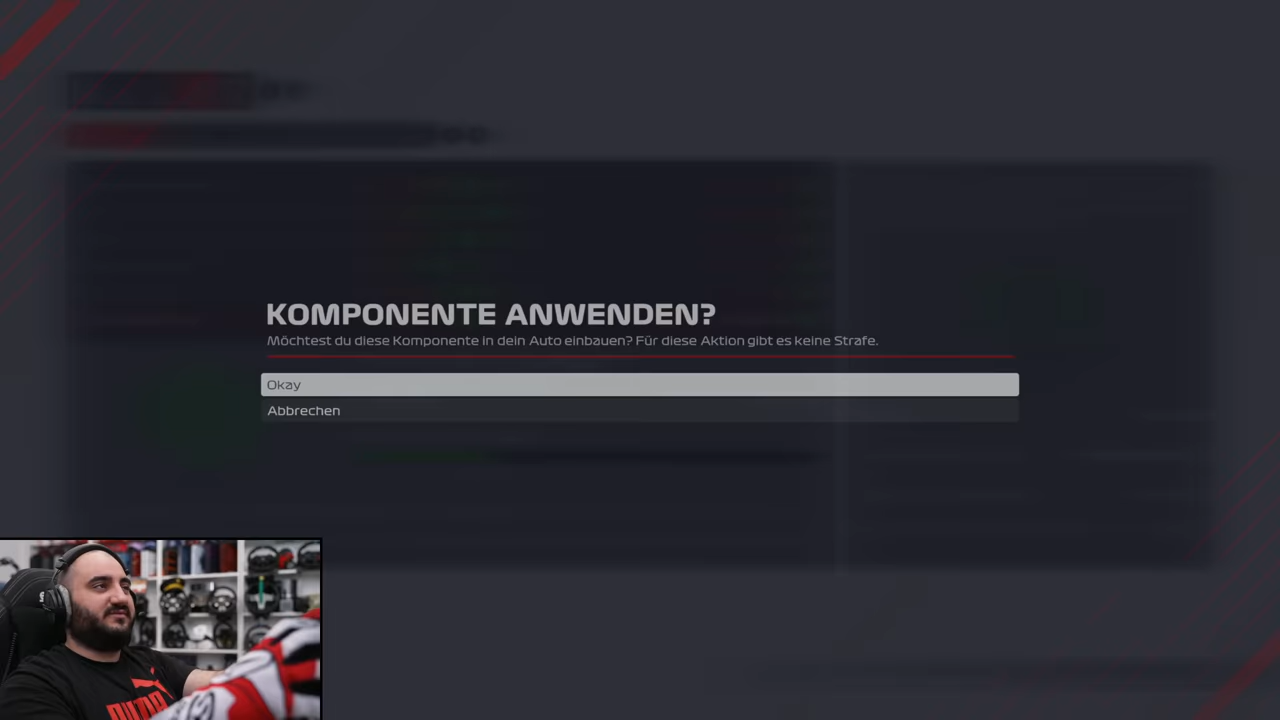 KOMPONENTE ANWENDEN?
Möchtest du diese Komponente in dein Auto einbauen? Für diese Aktion gibt es keine Strafe.
Okay
Abbrechen